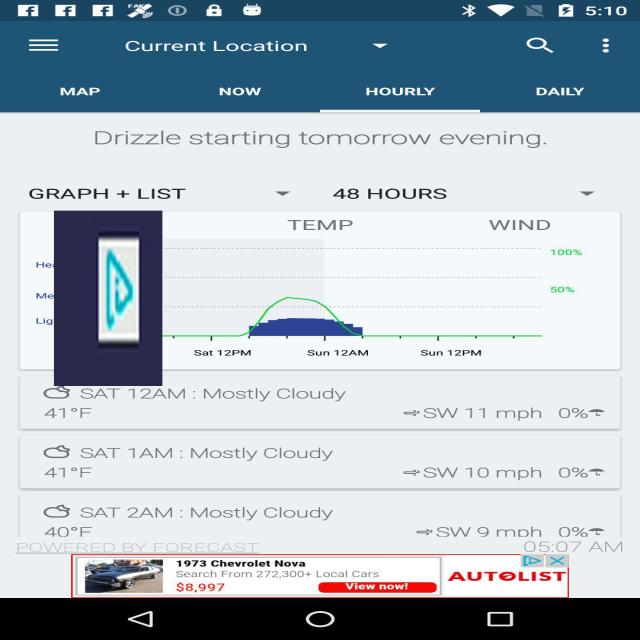 5:10
Current Location
MAP NOW HOURLY DAILY
Drizzle starting tomorrow evening.
GRAPH + LIST 48 HOURS
TEMP WIND
100%
50%
Sat 12PM Sun 12AM Sun 12PM
SAT 12AM : Mostly Cloudy
41°F SW 11 mph 0%
SAT 1AM : Mostly Cloudy
41°F SW 10 mph 0%
SAT 2AM : Mostly Cloudy
40°F SW 9 mph 0%
POWERED BY FORECAST 05:07 AM
1973 Chevrolet Nova
Search From 272,300+ Local Cars
$8,997 View now!
AUTOLIST